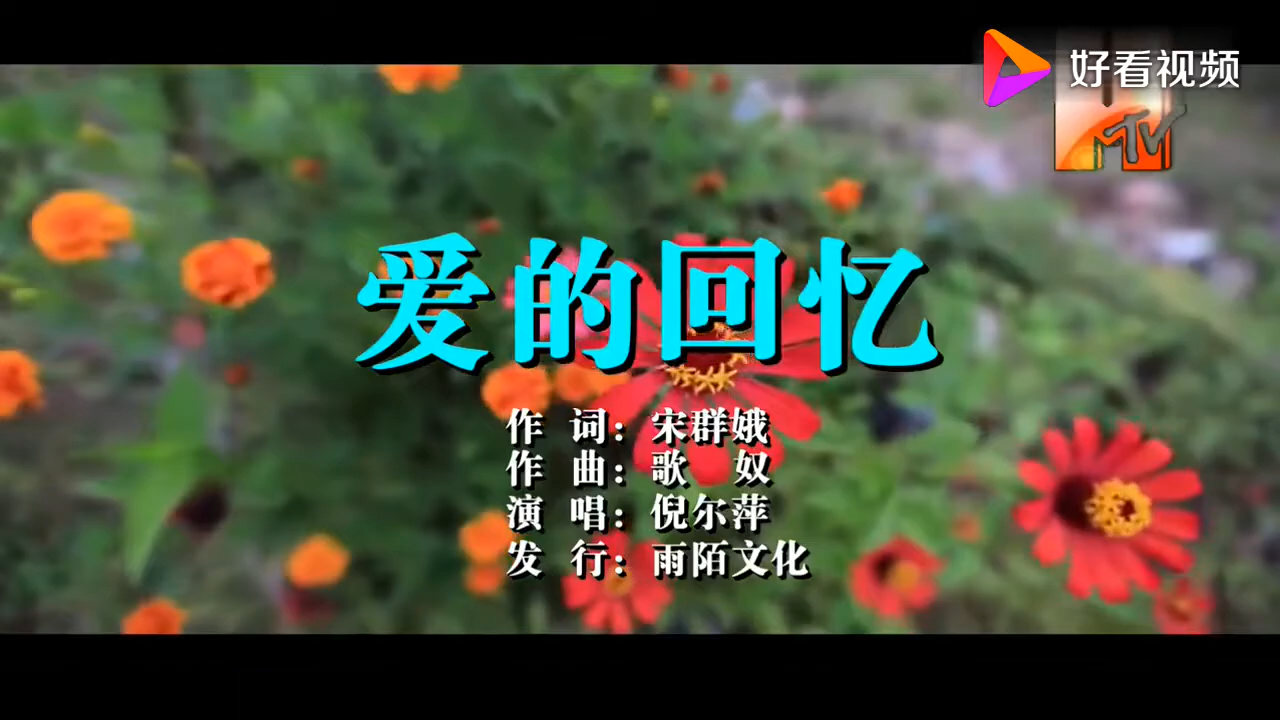 好看视频
MTV
爱的回忆
作 词：宋群娥
作 曲：歌 奴
演 唱：倪尔萍
发 行：雨陌文化